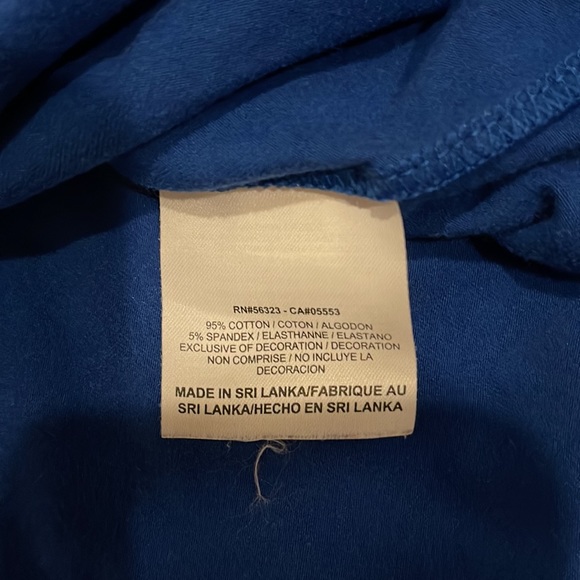 RN#56323 - CA#05553
95% COTTON / COTON / ALGODON
5% SPANDEX / ELASTHANNE / ELASTANO
EXCLUSIVE OF DECORATION / DECORATION
NON COMPRISE / NO INCLUYE LA
DECORACION
MADE IN SRI LANKA/FABRIQUE AU
SRI LANKA/HECHO EN SRI LANKA